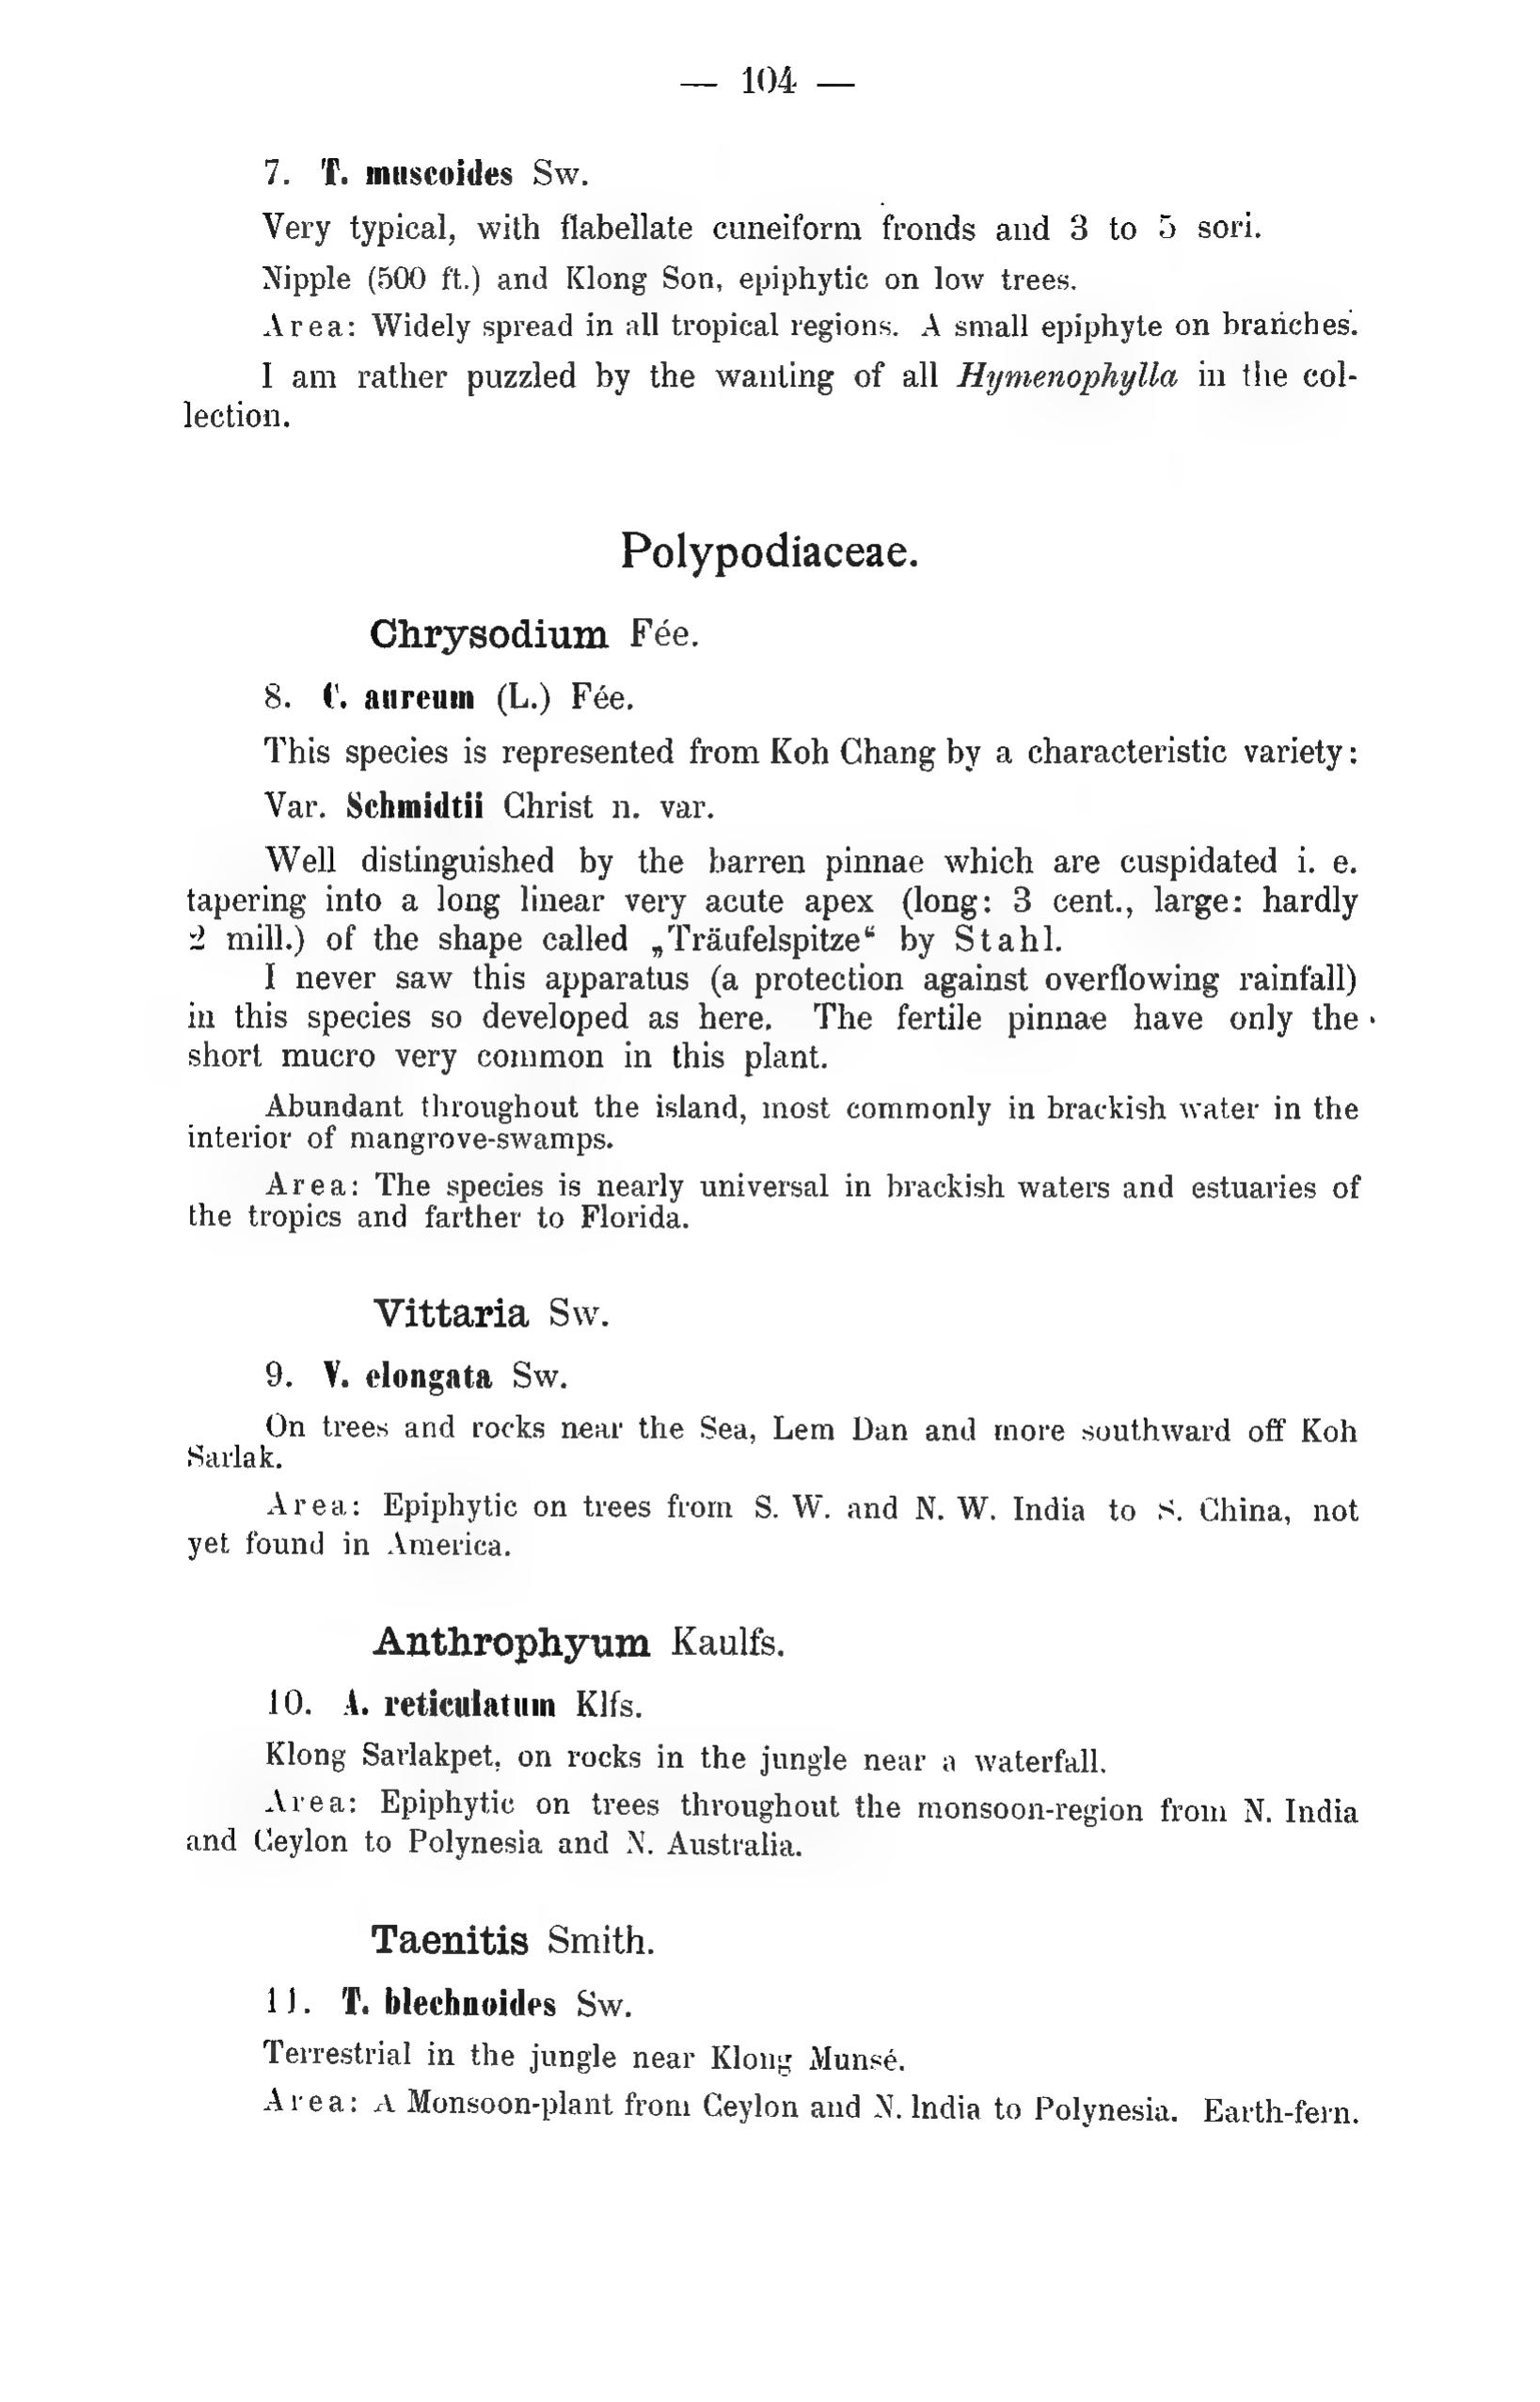 — 104 —
7. T. muscoides Sw.
Very typical, with flabellate cuneiform fronds and 3 to 5 sori.
Nipple (500 ft.) and Klong Son, epiphytic on low trees.
Area: Widely spread in all tropical regions. A small epiphyte on branches.
I am rather puzzled by the wanting of all Hymenophylla in the col-
lection.
Polypodiaceae.
Chrysodium Fée.
8. C. aureum (L.) Fée.
This species is represented from Koh Chang by a characteristic variety:
Var. Schmidtii Christ n. var.
Well distinguished by the barren pinnae which are cuspidated i. e.
tapering into a long linear very acute apex (long: 3 cent., large: hardly
2 mill.) of the shape called „Träufelspitze“ by Stahl.
I never saw this apparatus (a protection against overflowing rainfall)
in this species so developed as here. The fertile pinnae have only the
short mucro very common in this plant.
Abundant throughout the island, most commonly in brackish water in the
interior of mangrove-swamps.
Area: The species is nearly universal in brackish waters and estuaries of
the tropics and farther to Florida.
Vittaria Sw.
9. V. elongata Sw.
On trees and rocks near the Sea, Lem Dan and more southward off Koh
Sarlak.
Area: Epiphytic on trees from S. W. and N. W. India to S. China, not
yet found in America.
Anthrophyum Kaulfs.
10. A. reticulatum Klfs.
Klong Sarlakpet, on rocks in the jungle near a waterfall.
Area: Epiphytic on trees throughout the monsoon-region from N. India
and Ceylon to Polynesia and N. Australia.
Taenitis Smith.
11. T. blechnoides Sw.
Terrestrial in the jungle near Klong Munsé.
Area: A Monsoon-plant from Ceylon and N. India to Polynesia. Earth-fern.